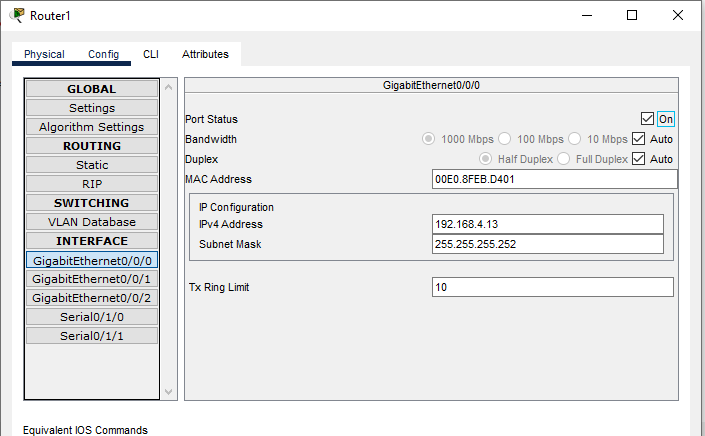 Router1
Physical Config CLI Attributes
GLOBAL
Settings
Algorithm Settings
ROUTING
Static
RIP
SWITCHING
VLAN Database
INTERFACE
GigabitEthernet0/0/0
GigabitEthernet0/0/1
GigabitEthernet0/0/2
Serial0/1/0
Serial0/1/1
GigabitEthernet0/0/0
Port Status On
Bandwidth 1000 Mbps 100 Mbps 10 Mbps Auto
Duplex Half Duplex Full Duplex Auto
MAC Address 00E0.8FEB.D401
IP Configuration
IPv4 Address 192.168.4.13
Subnet Mask 255.255.255.252
Tx Ring Limit 10
Equivalent IOS Commands